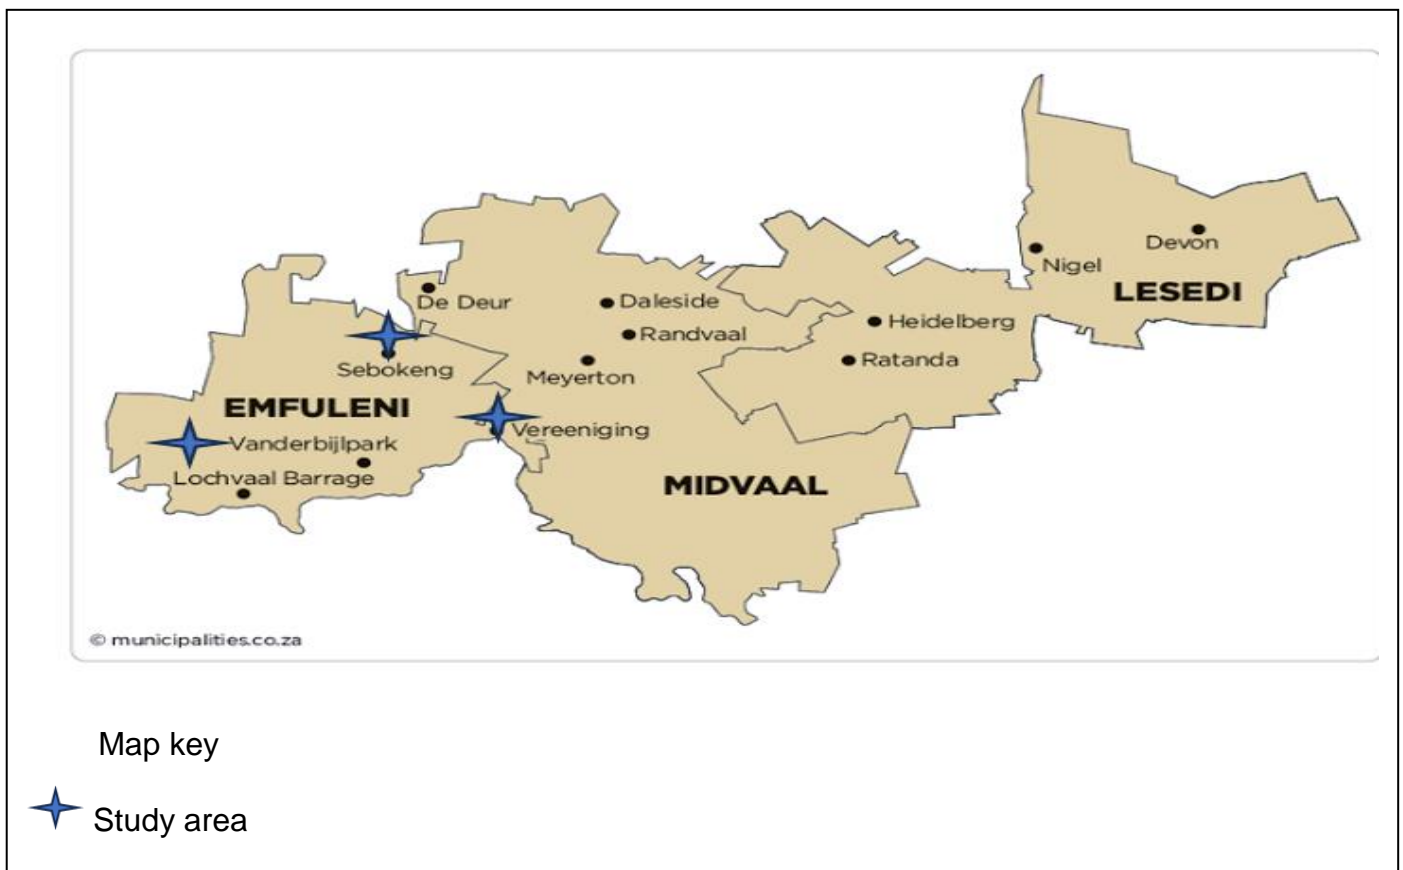 Devon
Nigel
LESEDI
De Deur
Daleside
Heidelberg
Randvaal
Ratanda
Sebokeng
Meyerton
EMFULENI
Vereeniging
Vanderbijlpark
Lochvaal Barrage
MIDVAAL
© municipalities.co.za
Map key
Study area